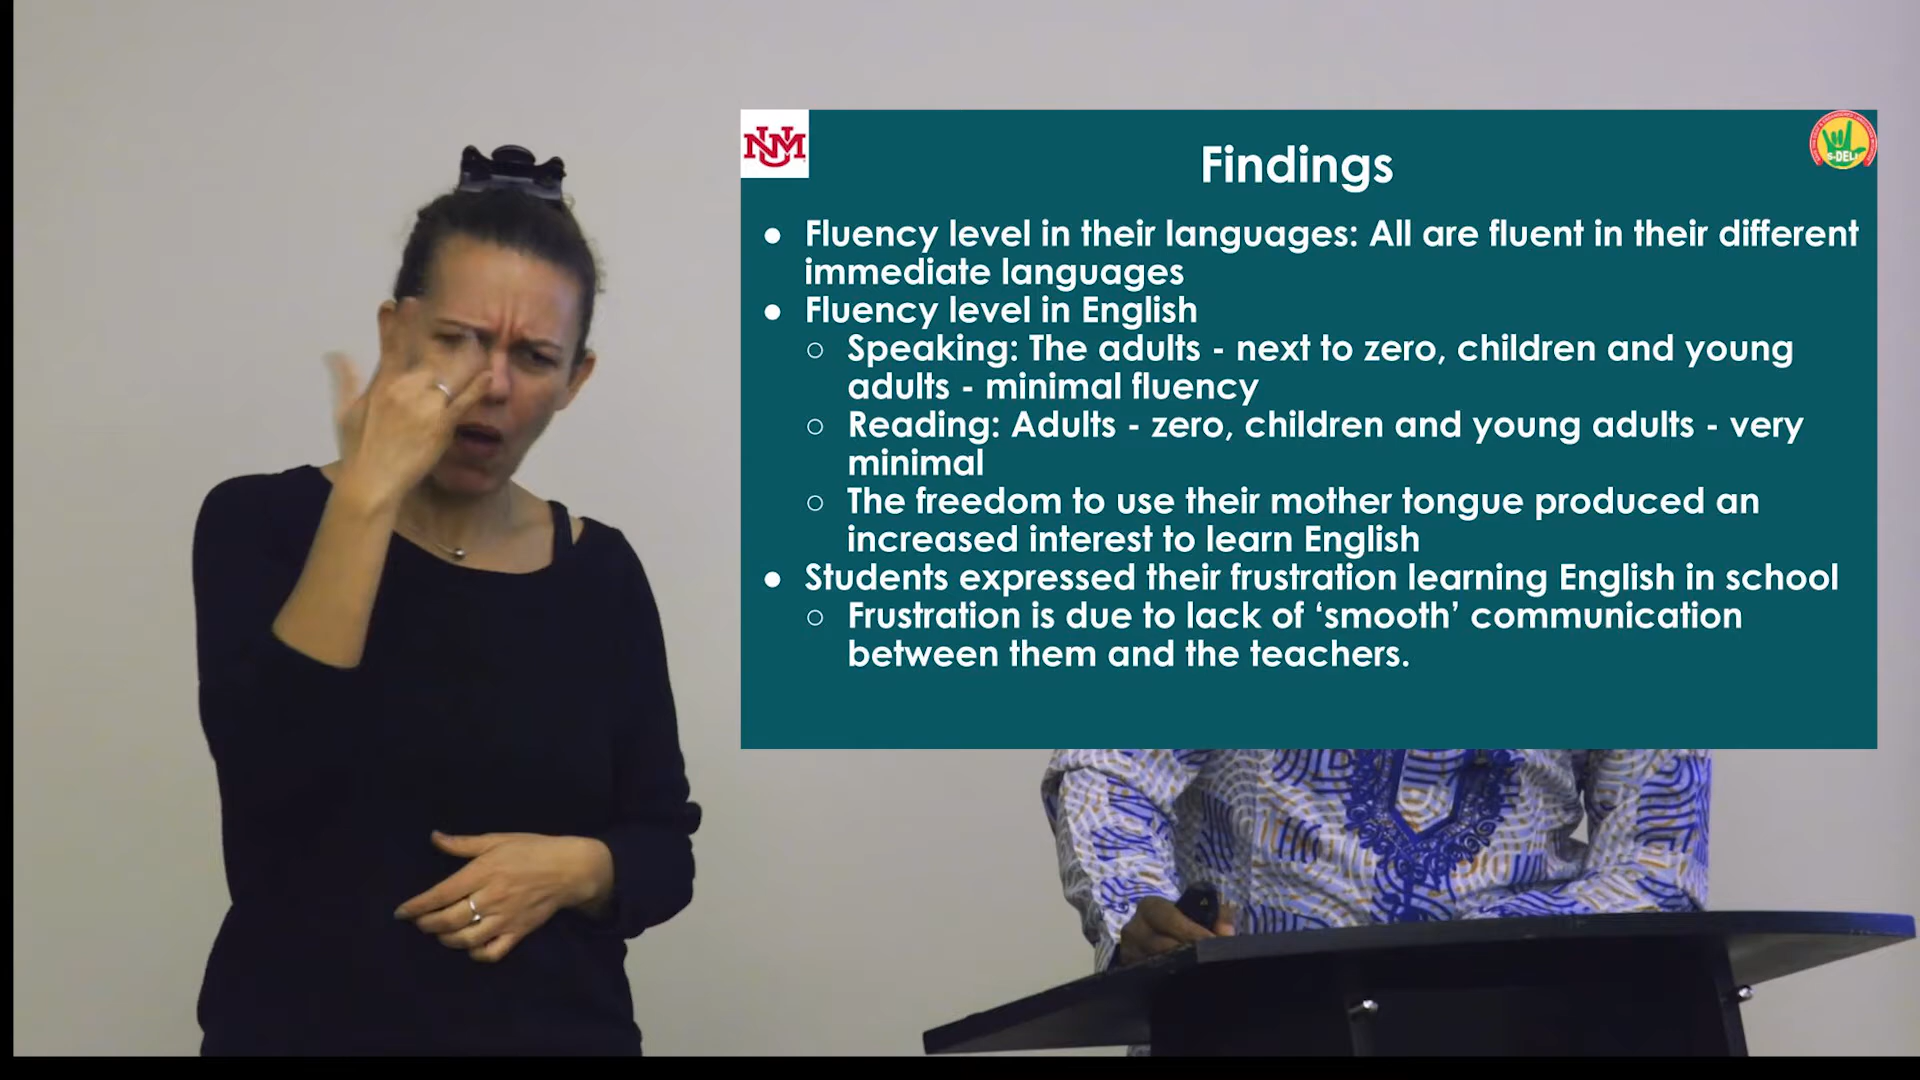 UNM
Findings
S-DELI
● Fluency level in their languages: All are fluent in their different
immediate languages
● Fluency level in English
○ Speaking: The adults - next to zero, children and young
adults - minimal fluency
○ Reading: Adults - zero, children and young adults - very
minimal
○ The freedom to use their mother tongue produced an
increased interest to learn English
● Students expressed their frustration learning English in school
○ Frustration is due to lack of ‘smooth’ communication
between them and the teachers.